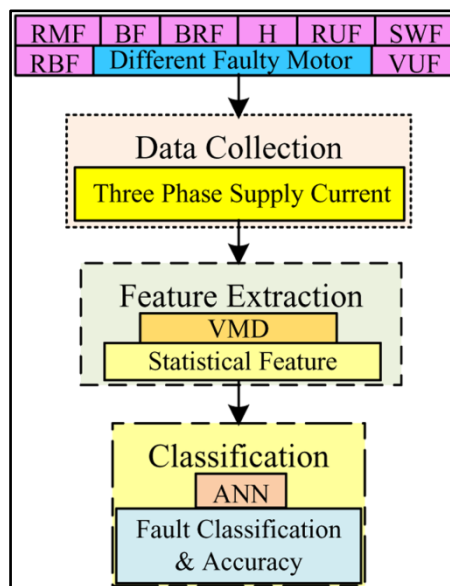 RMF BF BRF H RUF SWF
RBF Different Faulty Motor VUF
Data Collection
Three Phase Supply Current
Feature Extraction
VMD
Statistical Feature
Classification
ANN
Fault Classification
& Accuracy